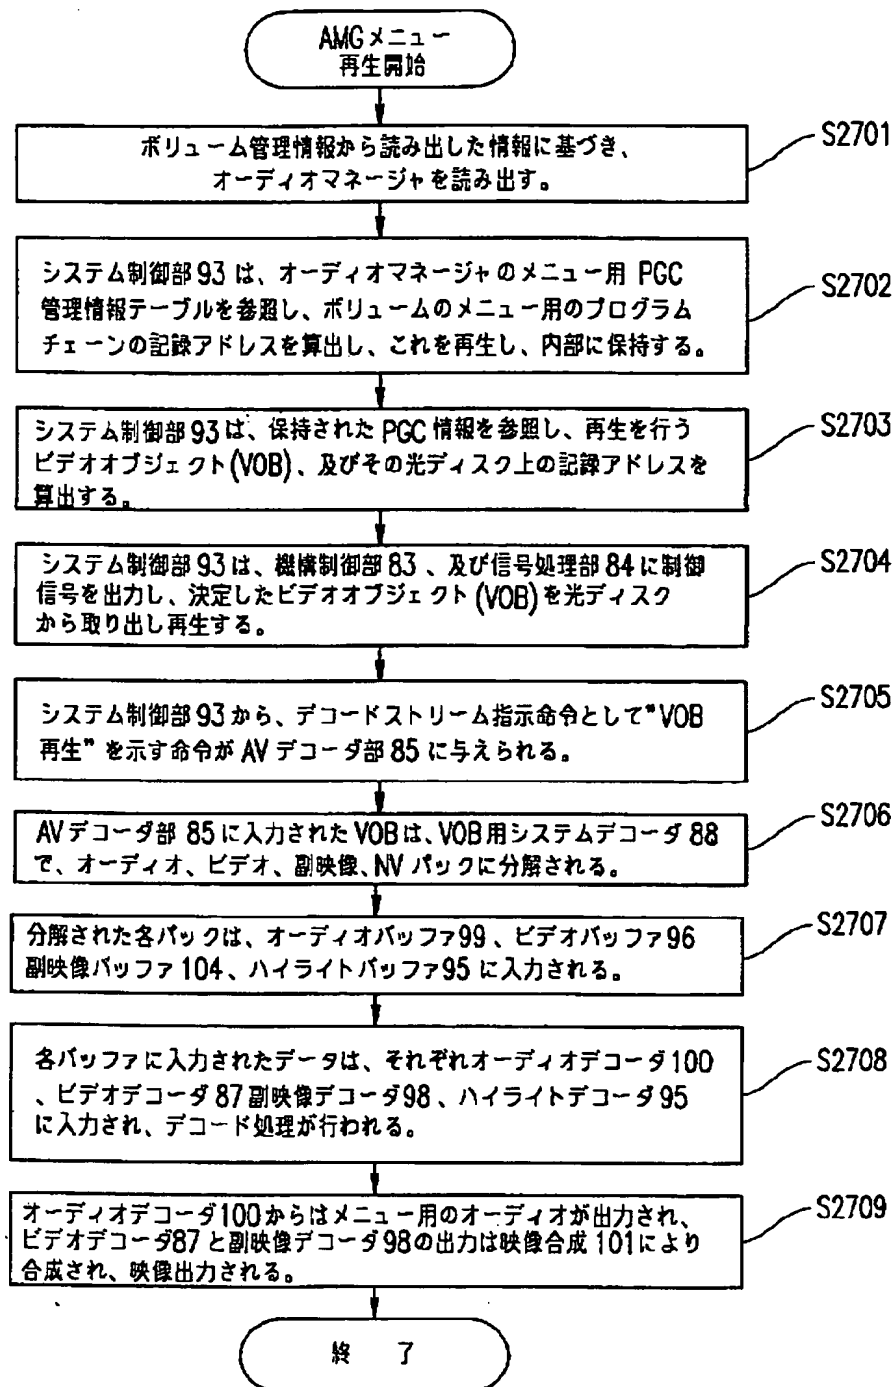 AMGメニュー
再生開始
ボリューム管理情報から読み出した情報に基づき、
オーディオマネージャを読み出す。
S2701
システム制御部93は、オーディオマネージャのメニュー用 PGC
管理情報テーブルを参照し、ボリュームのメニュー用のプログラム
チェーンの記録アドレスを算出し、これを再生し、内部に保持する。
S2702
システム制御部93は、保持されたPGC情報を参照し、再生を行う
ビデオオブジェクト(VOB)、及びその光ディスク上の記録アドレスを
算出する。
S2703
システム制御部93は、機構制御部83、及び信号処理部84に制御
信号を出力し、決定したビデオオブジェクト(VOB)を光ディスク
から取り出し再生する。
S2704
システム制御部93から、デコードストリーム指示命令として"VOB
再生"を示す命令がAVデコーダ部85に与えられる。
S2705
AVデコーダ部85に入力されたVOBは、VOB用システムデコーダ88
で、オーディオ、ビデオ、副映像、NVパックに分解される。
S2706
分解された各パックは、オーディオバッファ99、ビデオバッファ96
副映像バッファ104、ハイライトバッファ95に入力される。
S2707
各バッファに入力されたデータは、それぞれオーディオデコーダ100
、ビデオデコーダ87副映像デコーダ98、ハイライトデコーダ95
に入力され、デコード処理が行われる。
S2708
オーディオデコーダ100からはメニュー用のオーディオが出力され、
ビデオデコーダ87と副映像デコーダ98の出力は映像合成101により
合成され、映像出力される。
S2709
終 了